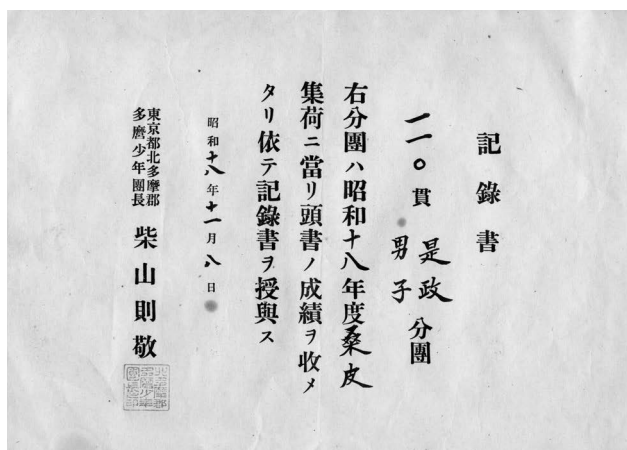 記錄書
一一〇貫
是政
男子
分團
右分團ハ昭和十八年度桑皮
集荷ニ當リ頭書ノ成績ヲ收メ
タリ依テ記錄書ヲ授與ス
昭和十八年十一月八日
東京都北多摩郡
多磨少年團長
柴山則敬